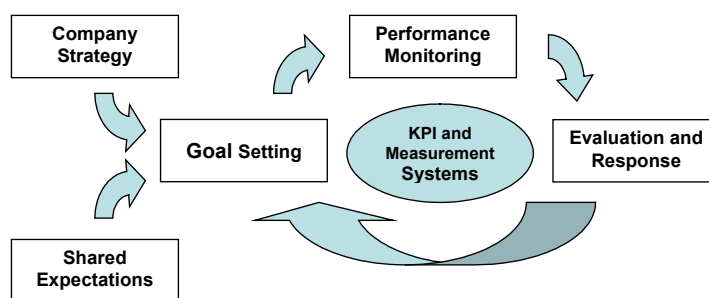 Company
Strategy
Performance
Monitoring
Goal Setting
KPI and
Measurement
Systems
Evaluation and
Response
Shared
Expectations